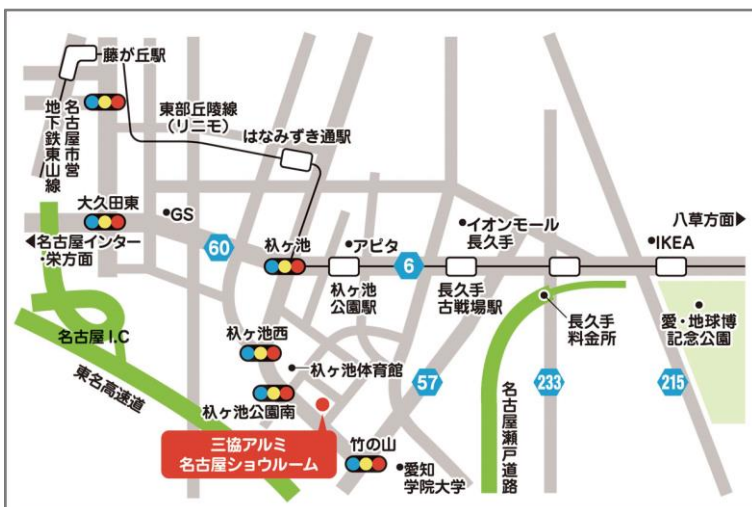 藤が丘駅
名古屋市営
地下鉄東山線
東部丘陵線
（リニモ）
はなみずき通駅
大久田東
•GS
◀名古屋インター
・栄方面
60
杁ヶ池
•アピタ
•イオンモール
長久手
八草方面▶
•IKEA
6
杁ヶ池
公園駅
長久手
古戦場駅
長久手
料金所
愛・地球博
記念公園
名古屋I.C
東名高速道
杁ヶ池西
•杁ヶ池体育館
杁ヶ池公園南
57
233
215
名古屋瀬戸道路
三協アルミ
名古屋ショウルーム
竹の山
•愛知
学院大学